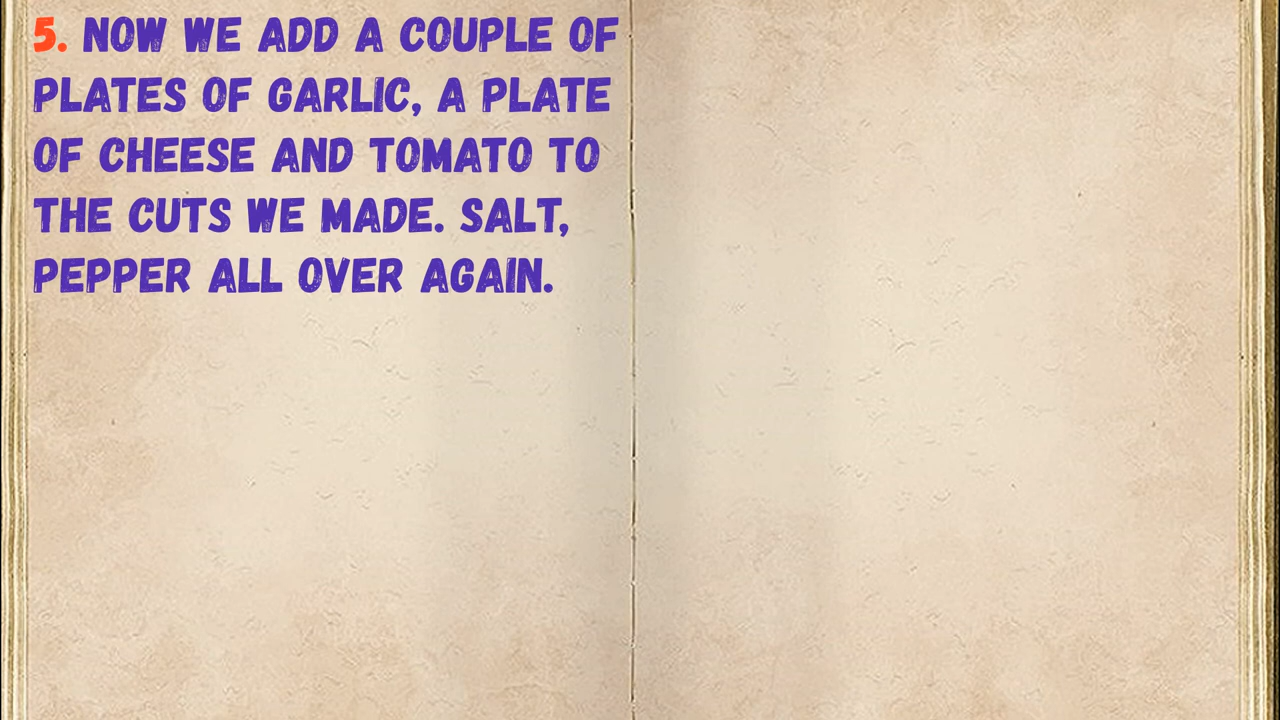 5. NOW WE ADD A COUPLE OF
PLATES OF GARLIC, A PLATE
OF CHEESE AND TOMATO TO
THE CUTS WE MADE. SALT,
PEPPER ALL OVER AGAIN.